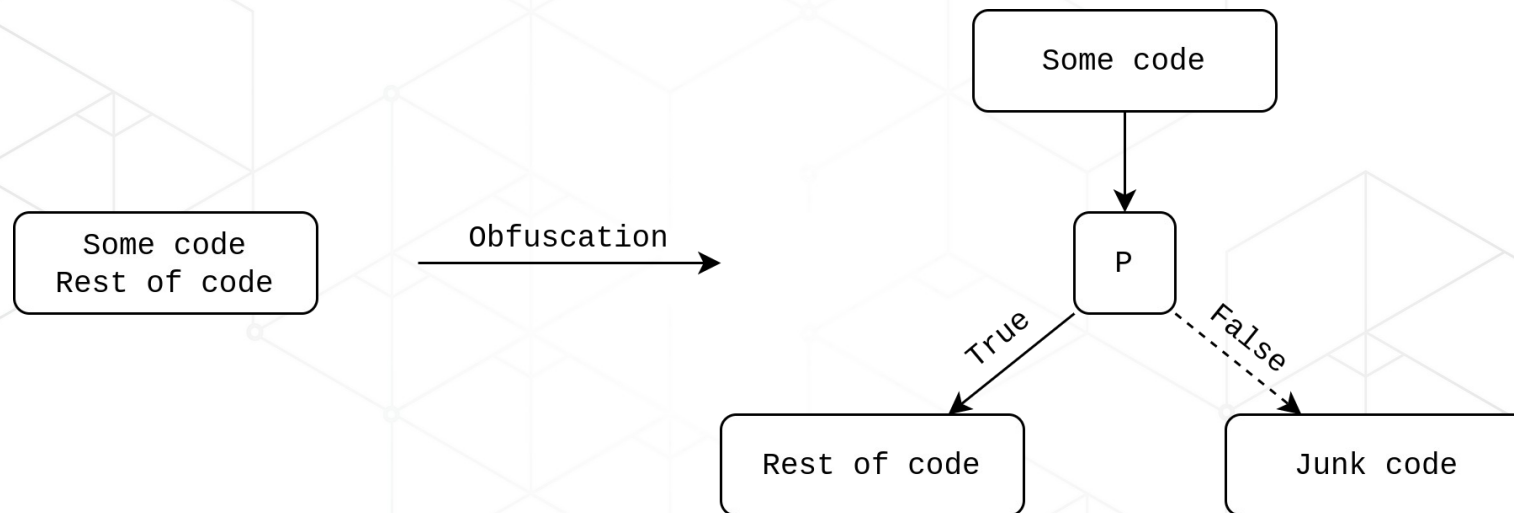 Some code
Rest of code
Obfuscation
Some code
P
True
False
Rest of code
Junk code